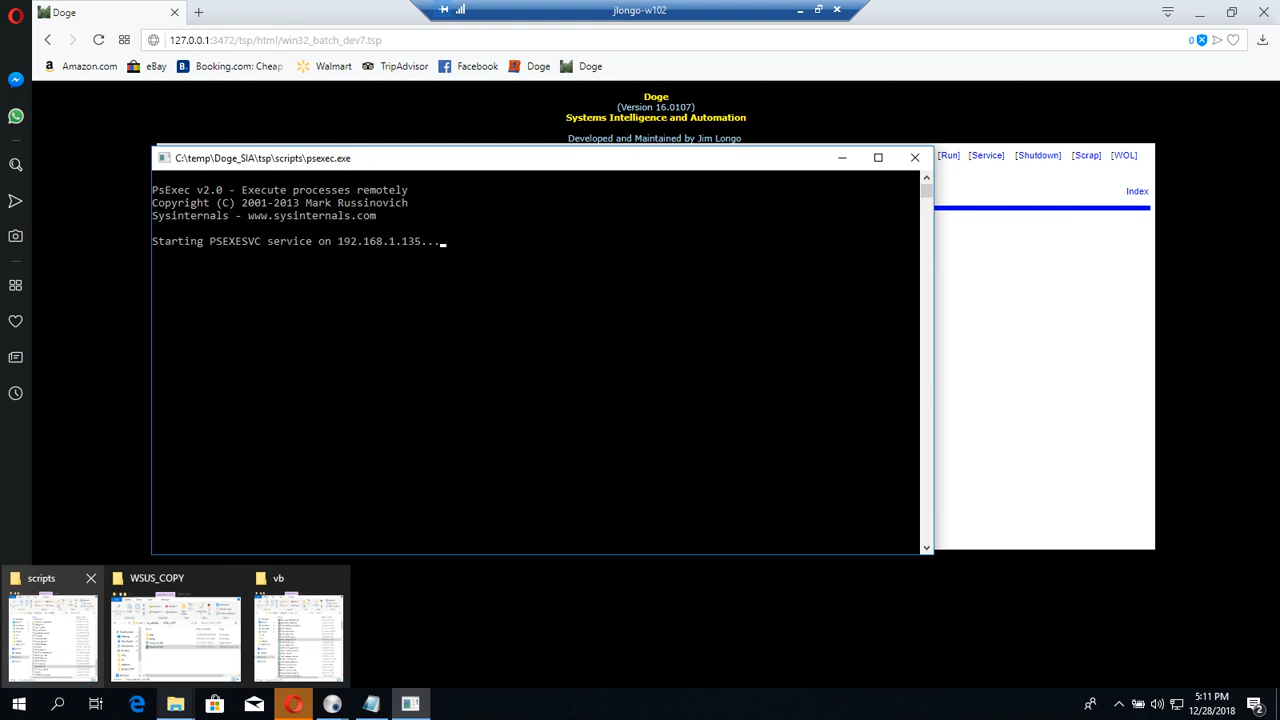 Doge
jlongo-w102
127.0.0.1:3472/tsp/html/win32_batch_dev7.tsp
0
Amazon.com
eBay
Booking.com: Cheap
Walmart
TripAdvisor
Facebook
Doge
Doge
Doge
(Version 16.0107)
Systems Intelligence and Automation
Developed and Maintained by Jim Longo
C:\temp\Doge_SIA\tsp\scripts\psexec.exe
[Run] [Service] [Shutdown] [Scrap] [WOL]
Index
PsExec v2.0 - Execute processes remotely
Copyright (C) 2001-2013 Mark Russinovich
Sysinternals - www.sysinternals.com
Starting PSEXESVC service on 192.168.1.135...
scripts
WSUS_COPY
vb
5:11 PM
12/28/2018
2